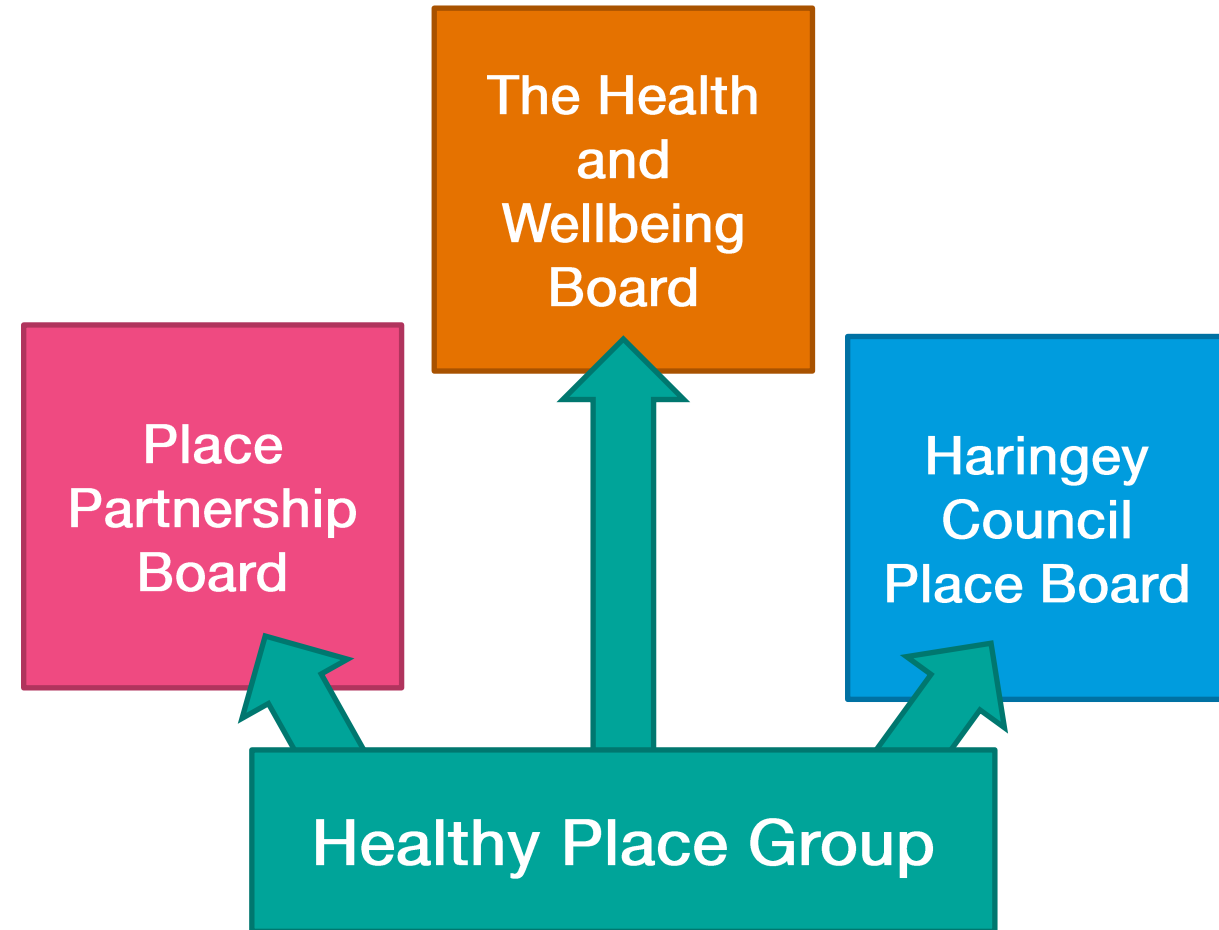 The Health
and
Wellbeing
Board
Place
Partnership
Board
Haringey
Council
Place Board
Healthy Place Group